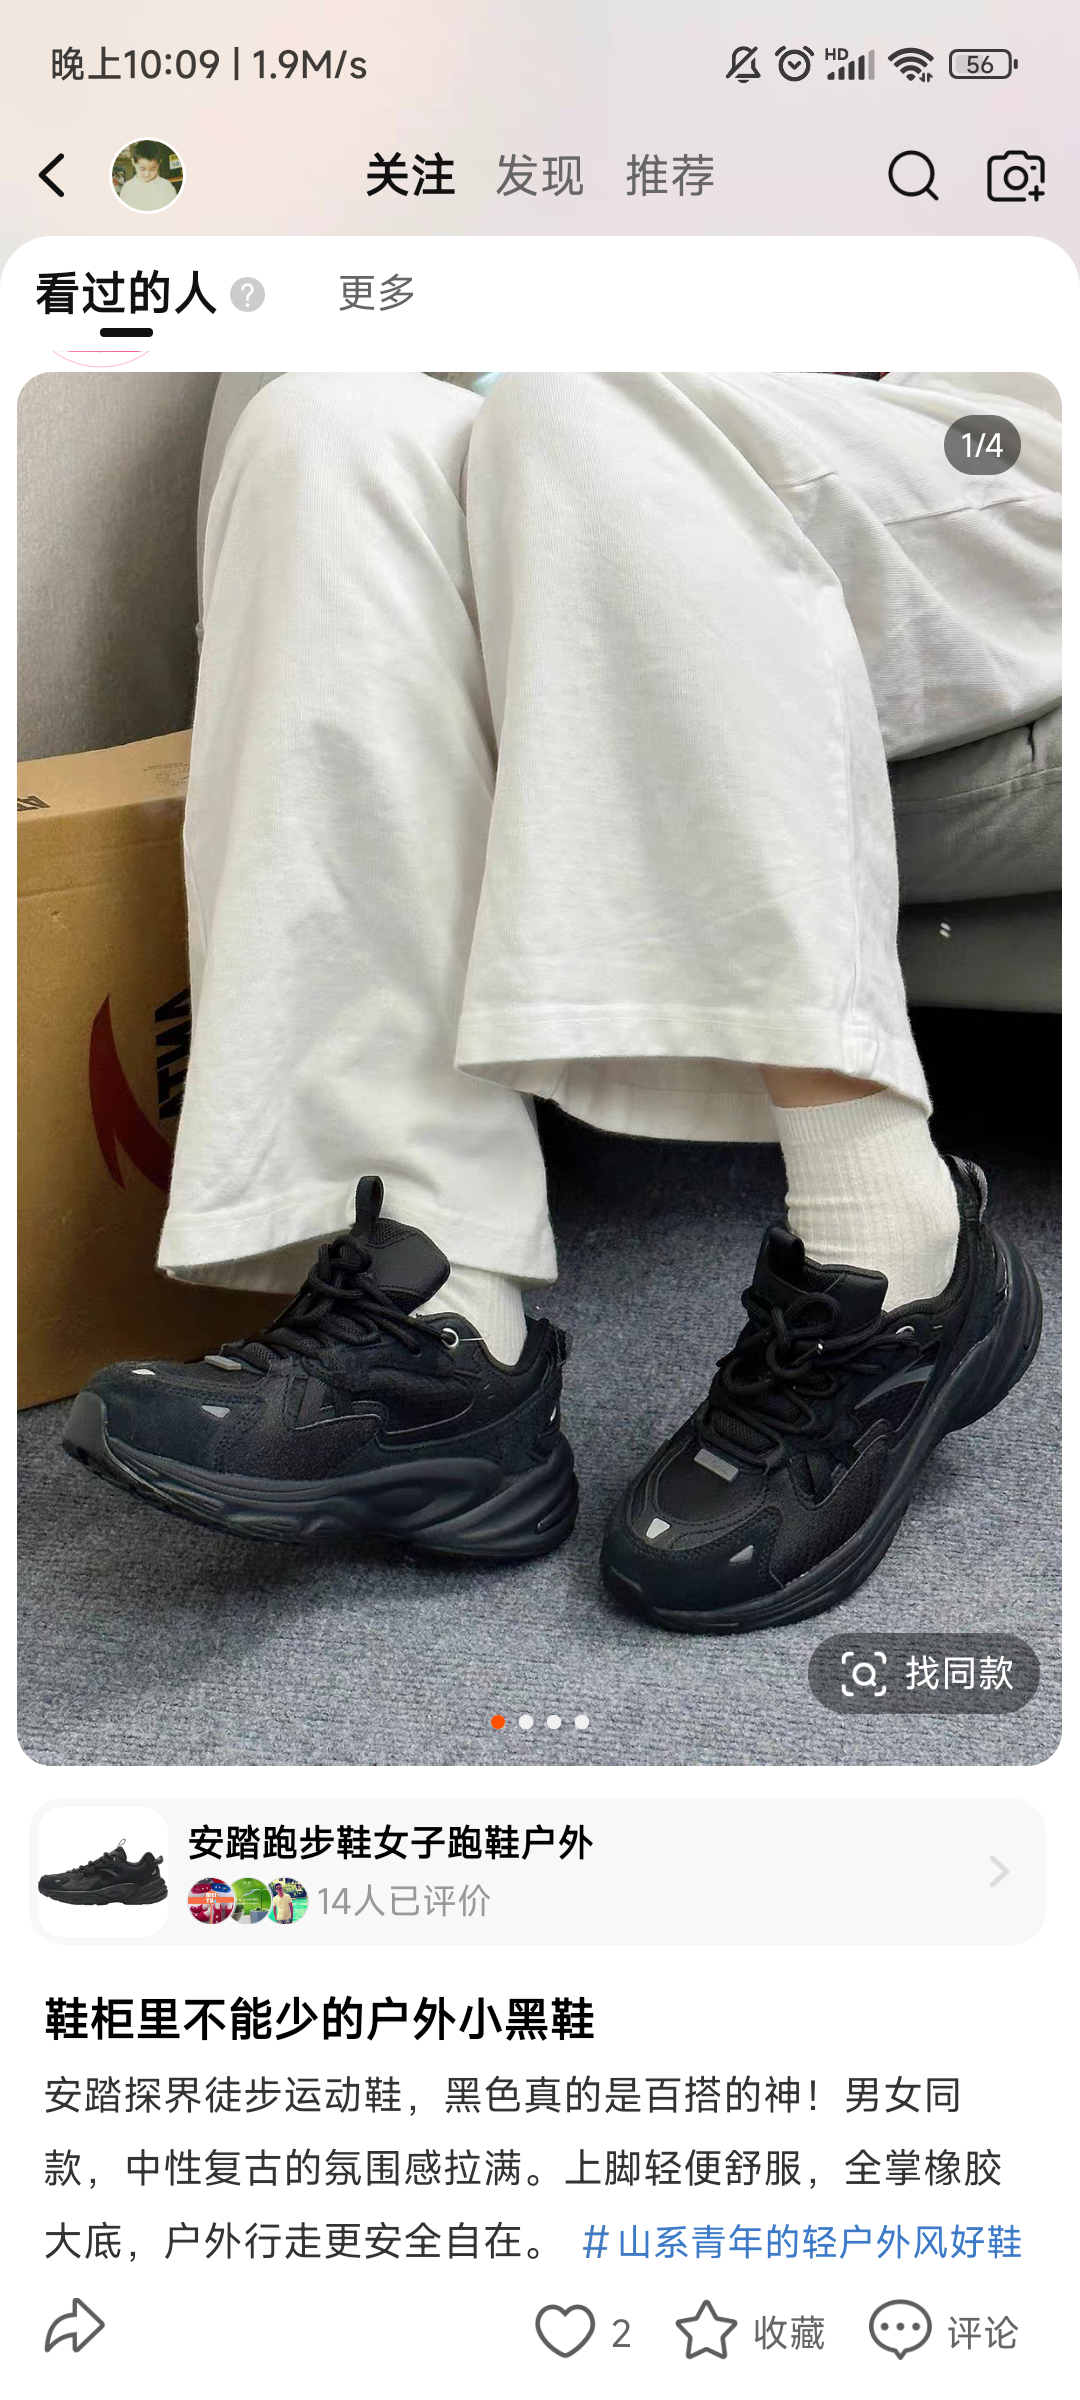 晚上10:09 | 1.9M/s
HD
56
关注 发现 推荐
看过的人 ? 更多
1/4
找同款
安踏跑步鞋女子跑鞋户外
14人已评价
鞋柜里不能少的户外小黑鞋
安踏探界徒步运动鞋，黑色真的是百搭的神！男女同
款，中性复古的氛围感拉满。上脚轻便舒服，全掌橡胶
大底，户外行走更安全自在。 #山系青年的轻户外风好鞋
2 收藏 评论